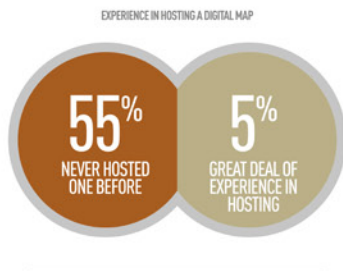 EXPERIENCE IN HOSTING A DIGITAL MAP
55%
NEVER HOSTED
ONE BEFORE
5%
GREAT DEAL OF
EXPERIENCE IN
HOSTING